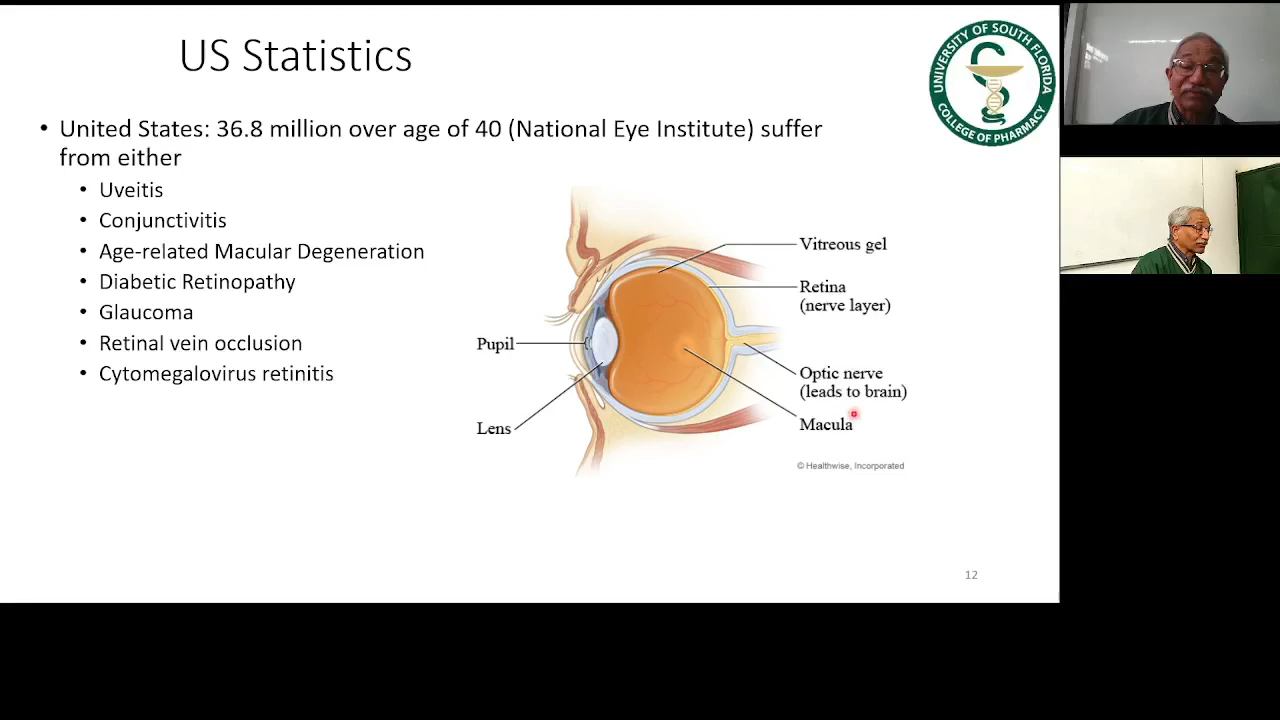 US Statistics
UNIVERSITY OF SOUTH FLORIDA
COLLEGE OF PHARMACY
• United States: 36.8 million over age of 40 (National Eye Institute) suffer
from either
• Uveitis
• Conjunctivitis
• Age-related Macular Degeneration
• Diabetic Retinopathy
• Glaucoma
• Retinal vein occlusion
• Cytomegalovirus retinitis
Vitreous gel
Retina
(nerve layer)
Pupil
Optic nerve
(leads to brain)
Macula
Lens
© Healthwise, Incorporated
12